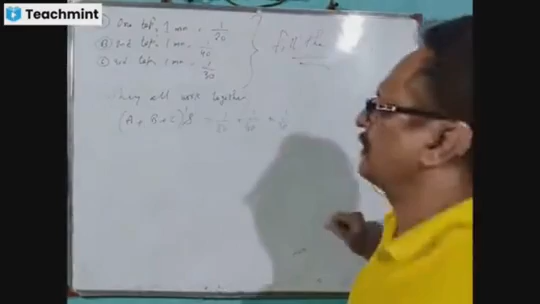 Teachmint
One tap, 1 min = 1/20
2nd tap, 1 min = 1/40
3rd tap, 1 min = 1/30
fill the
they all work together
(A + B + C)'s = 1/20 + 1/40 + 1/30